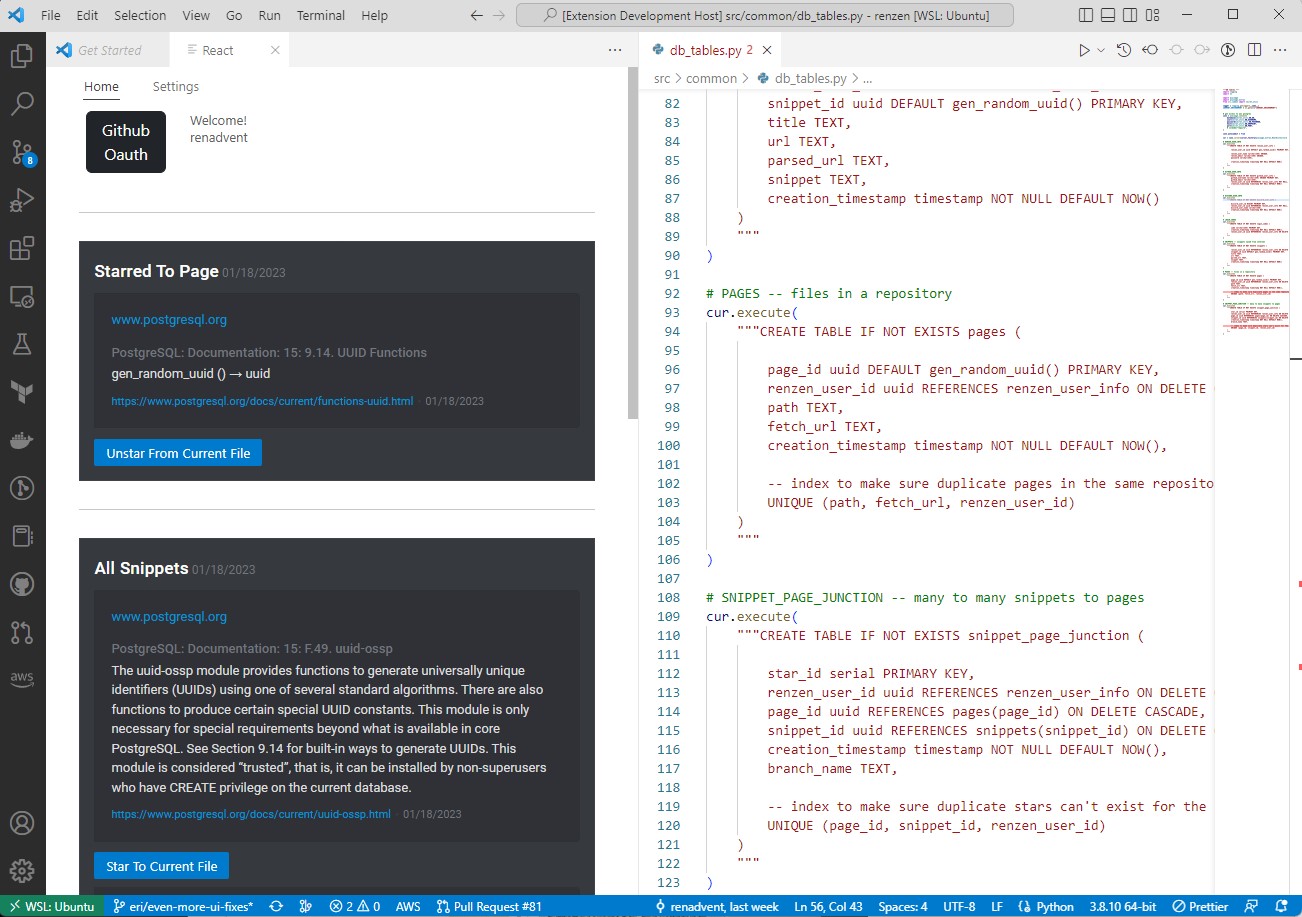 File Edit Selection View Go Run Terminal Help
[Extension Development Host] src/common/db_tables.py - renzen [WSL: Ubuntu]
Get Started
React
db_tables.py 2
Home Settings
Github
Oauth
Welcome!
renadvent
Starred To Page 01/18/2023
www.postgresql.org
PostgreSQL: Documentation: 15: 9.14. UUID Functions
gen_random_uuid () → uuid
https://www.postgresql.org/docs/current/functions-uuid.html · 01/18/2023
Unstar From Current File
All Snippets 01/18/2023
www.postgresql.org
PostgreSQL: Documentation: 15: F.49. uuid-ossp
The uuid-ossp module provides functions to generate universally unique
identifiers (UUIDs) using one of several standard algorithms. There are also
functions to produce certain special UUID constants. This module is only
necessary for special requirements beyond what is available in core
PostgreSQL. See Section 9.14 for built-in ways to generate UUIDs. This
module is considered “trusted”, that is, it can be installed by non-superusers
who have CREATE privilege on the current database.
https://www.postgresql.org/docs/current/uuid-ossp.html · 01/18/2023
Star To Current File
8
aws
src > common > db_tables.py > ...
82 snippet_id uuid DEFAULT gen_random_uuid() PRIMARY KEY,
83 title TEXT,
84 url TEXT,
85 parsed_url TEXT,
86 snippet TEXT,
87 creation_timestamp timestamp NOT NULL DEFAULT NOW()
88 )
89 """
90 )
91
92 # PAGES -- files in a repository
93 cur.execute(
94 """CREATE TABLE IF NOT EXISTS pages (
95
96 page_id uuid DEFAULT gen_random_uuid() PRIMARY KEY,
97 renzen_user_id uuid REFERENCES renzen_user_info ON DELETE
98 path TEXT,
99 fetch_url TEXT,
100 creation_timestamp timestamp NOT NULL DEFAULT NOW(),
101
102 -- index to make sure duplicate pages in the same reposito
103 UNIQUE (path, fetch_url, renzen_user_id)
104 )
105 """
106 )
107
108 # SNIPPET_PAGE_JUNCTION -- many to many snippets to pages
109 cur.execute(
110 """CREATE TABLE IF NOT EXISTS snippet_page_junction (
111
112 star_id serial PRIMARY KEY,
113 renzen_user_id uuid REFERENCES renzen_user_info ON DELETE
114 page_id uuid REFERENCES pages(page_id) ON DELETE CASCADE,
115 snippet_id uuid REFERENCES snippets(snippet_id) ON DELETE
116 creation_timestamp timestamp NOT NULL DEFAULT NOW(),
117 branch_name TEXT,
118
119 -- index to make sure duplicate stars can't exist for the
120 UNIQUE (page_id, snippet_id, renzen_user_id)
121 )
122 """
123 )
WSL: Ubuntu eri/even-more-ui-fixes* 2 0 AWS Pull Request #81 renadvent, last week Ln 56, Col 43 Spaces: 4 UTF-8 LF Python 3.8.10 64-bit Prettier